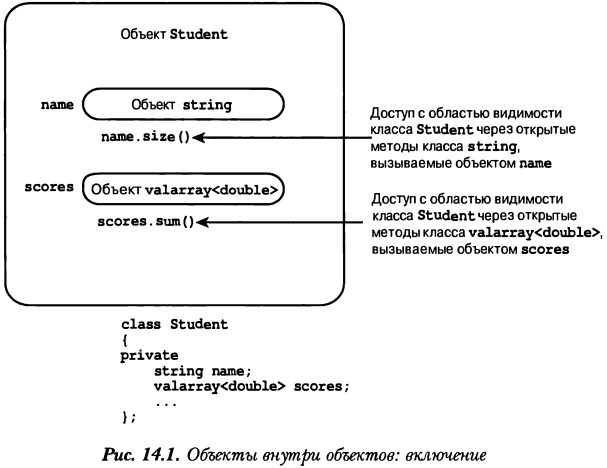 Объект Student
name
Объект string
name.size()
Доступ с областью видимости
класса Student через открытые
методы класса string,
вызываемые объектом name
scores
Объект valarray<double>
scores.sum()
Доступ с областью видимости
класса Student через открытые
методы класса valarray<double>,
вызываемые объектом scores
class Student
{
private
string name;
valarray<double> scores;
...
};
Рис. 14.1. Объекты внутри объектов: включение